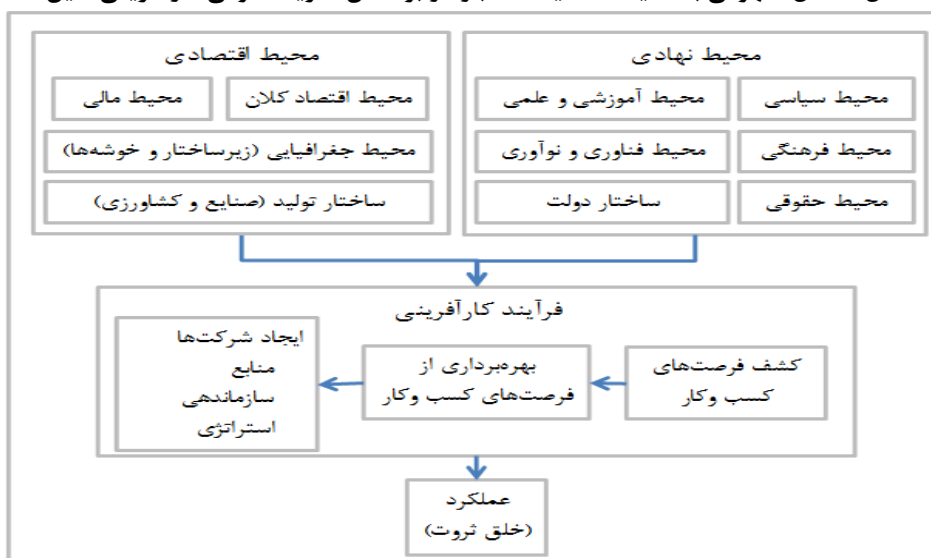 محیط نهادی
محیط سیاسی
محیط آموزشی و علمی
محیط فرهنگی
محیط فناوری و نوآوری
محیط حقوقی
ساختار دولت
محیط اقتصادی
محیط اقتصاد کلان
محیط مالی
محیط جغرافیایی (زیرساختار و خوشه‌ها)
ساختار تولید (صنایع و کشاورزی)
فرآیند کارآفرینی
کشف فرصت‌های
کسب وکار
بهره‌برداری از
فرصت‌های کسب وکار
ایجاد شرکت‌ها
منابع
سازماندهی
استراتژی
عملکرد
(خلق ثروت)